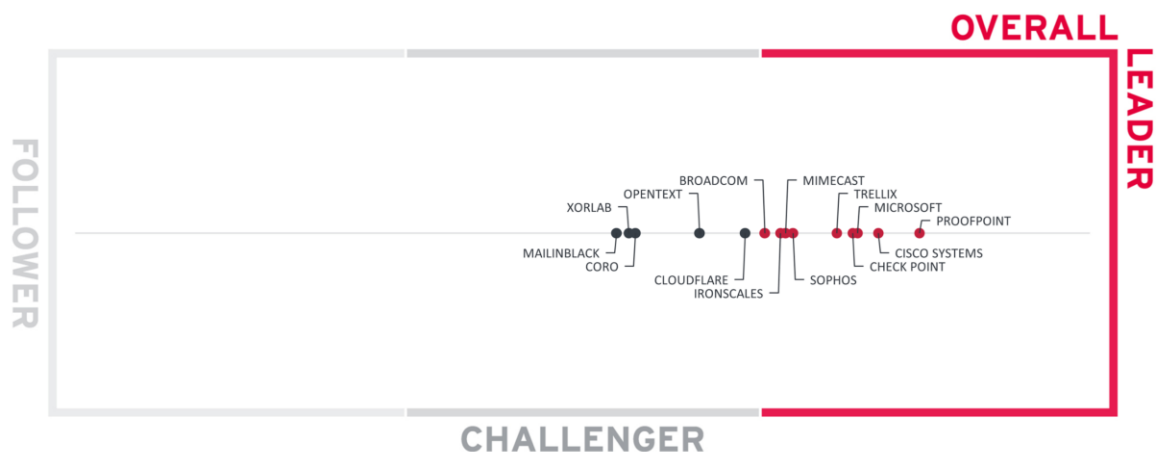 OVERALL
LEADER
FOLLOWER
BROADCOM
MIMECAST
OPENTEXT
TRELLIX
XORLAB
MICROSOFT
PROOFPOINT
MAILINBLACK
CISCO SYSTEMS
CORO
CHECK POINT
CLOUDFLARE
SOPHOS
IRONSCALES
CHALLENGER